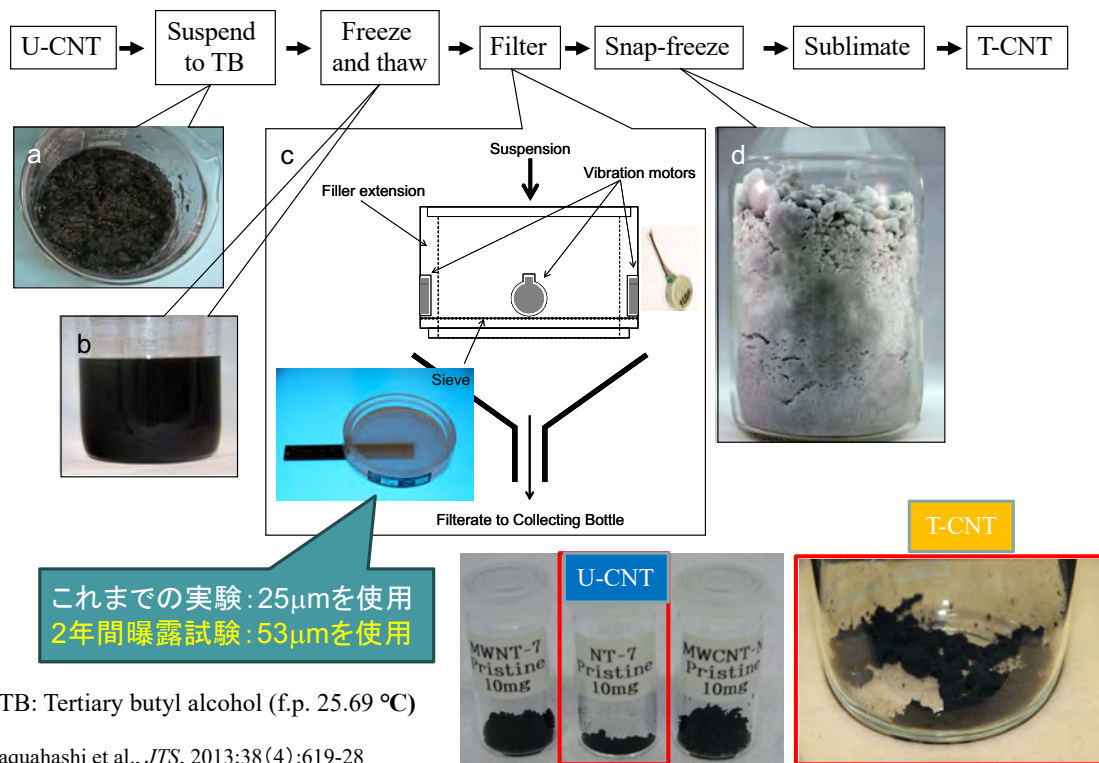 U-CNT
Suspend
to TB
Freeze
and thaw
Filter
Snap-freeze
Sublimate
T-CNT
a
b
c
Suspension
Vibration motors
Filler extension
Sieve
Filterate to Collecting Bottle
d
これまでの実験:25μmを使用
2年間曝露試験:53μmを使用
U-CNT
T-CNT
MWNT-7
Pristine
10mg
NT-7
Pristine
10mg
MWCNT-N
Pristine
10mg
TB: Tertiary butyl alcohol (f.p. 25.69 ℃)
aquahashi et al., JTS, 2013;38(4):619-28